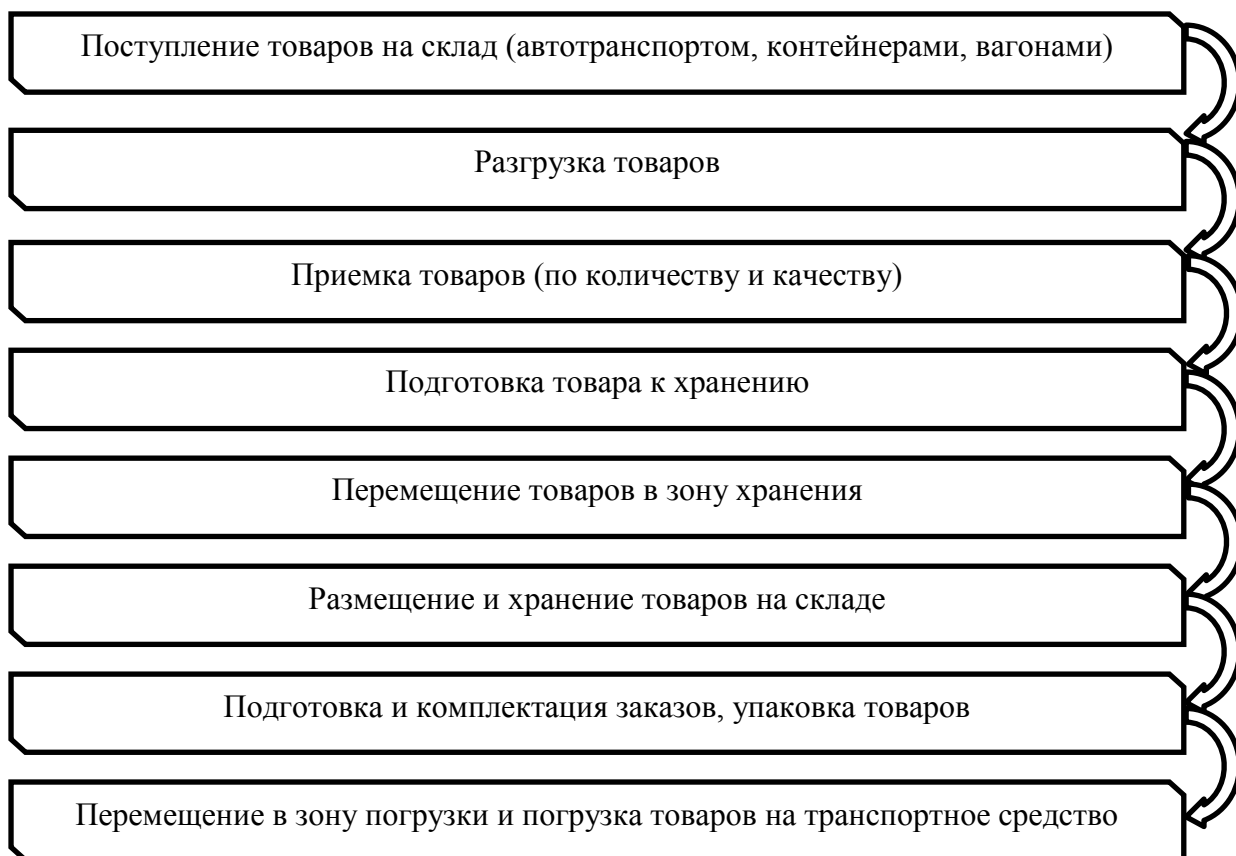 Поступление товаров на склад (автотранспортом, контейнерами, вагонами)
Разгрузка товаров
Приемка товаров (по количеству и качеству)
Подготовка товара к хранению
Перемещение товаров в зону хранения
Размещение и хранение товаров на складе
Подготовка и комплектация заказов, упаковка товаров
Перемещение в зону погрузки и погрузка товаров на транспортное средство